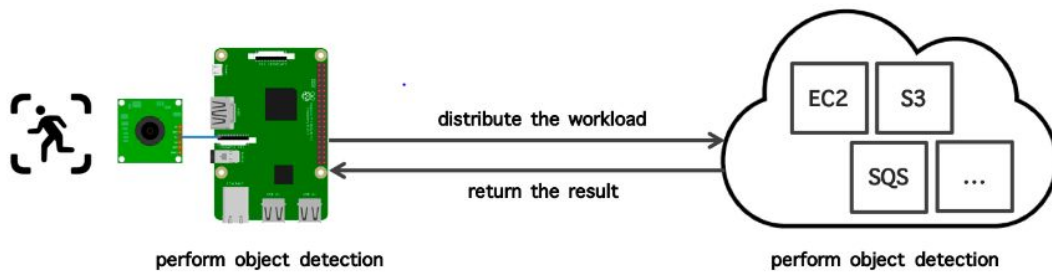 distribute the workload
return the result
perform object detection
EC2
S3
SQS
...
perform object detection